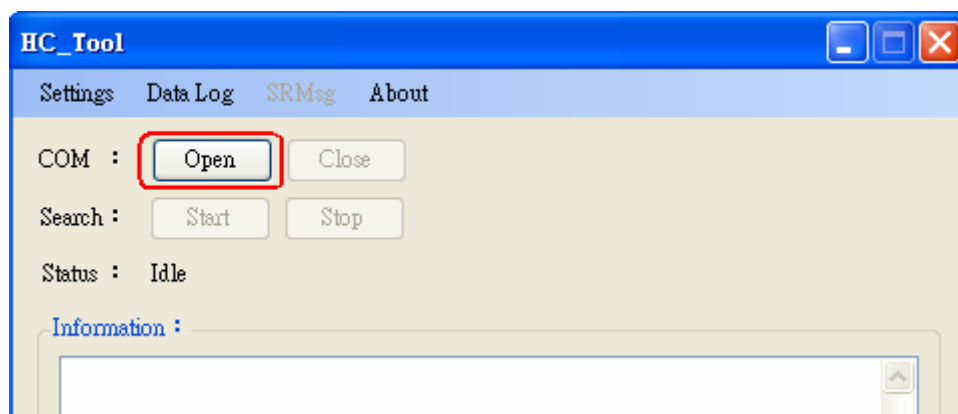 HC_Tool
Settings Data Log SRMsg About
COM : Open Close
Search : Start Stop
Status : Idle
Information :